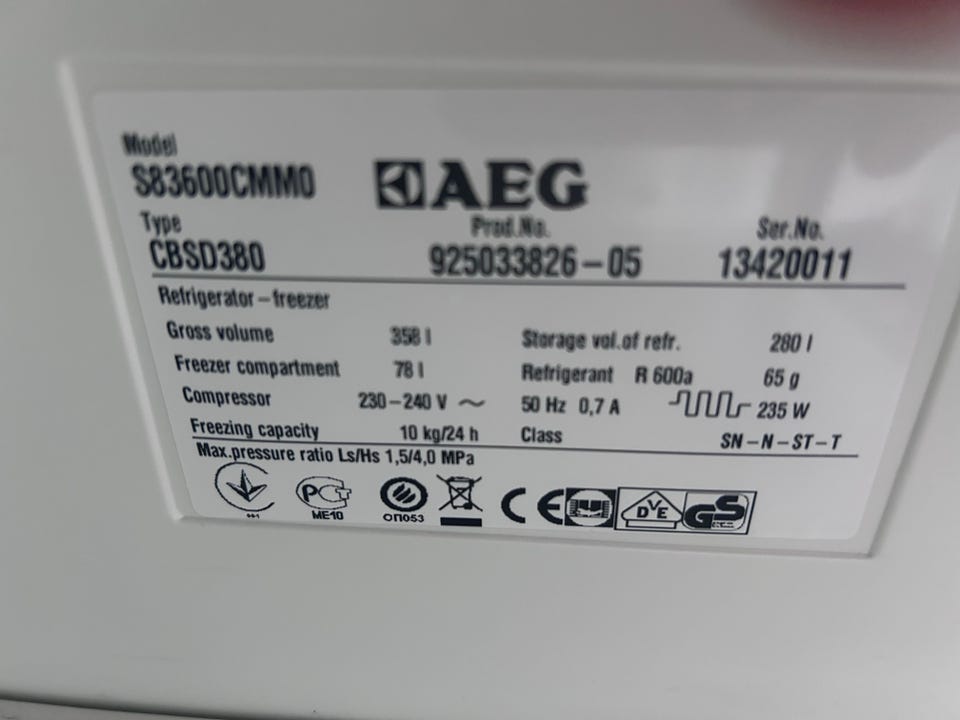 Model
S83600CMM0 AEG
Type Prod.No. Ser.No.
CBSD380 925033826-05 13420011
Refrigerator-freezer
Gross volume 358 l Storage vol.of refr. 280 l
Freezer compartment 78 l Refrigerant R 600a 65 g
Compressor 230-240 V ~ 50 Hz 0,7 A 235 W
Freezing capacity 10 kg/24 h Class SN-N-ST-T
Max.pressure ratio Ls/Hs 1,5/4,0 MPa
РСТ CE DVE GS
ME10 ОП053